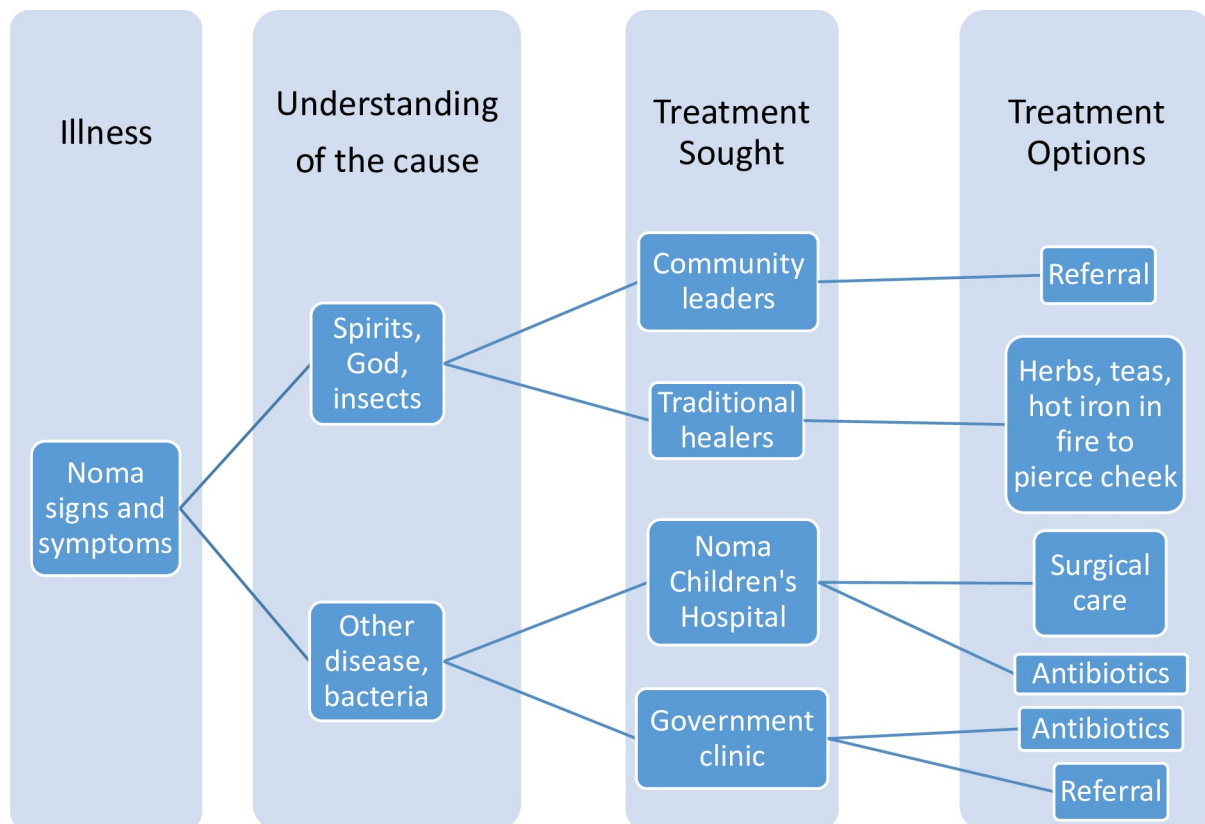 Illness
Understanding
of the cause
Treatment
Sought
Treatment
Options
Noma
signs and
symptoms
Spirits,
God,
insects
Other
disease,
bacteria
Community
leaders
Traditional
healers
Noma
Children's
Hospital
Government
clinic
Referral
Herbs, teas,
hot iron in
fire to
pierce cheek
Surgical
care
Antibiotics
Antibiotics
Referral